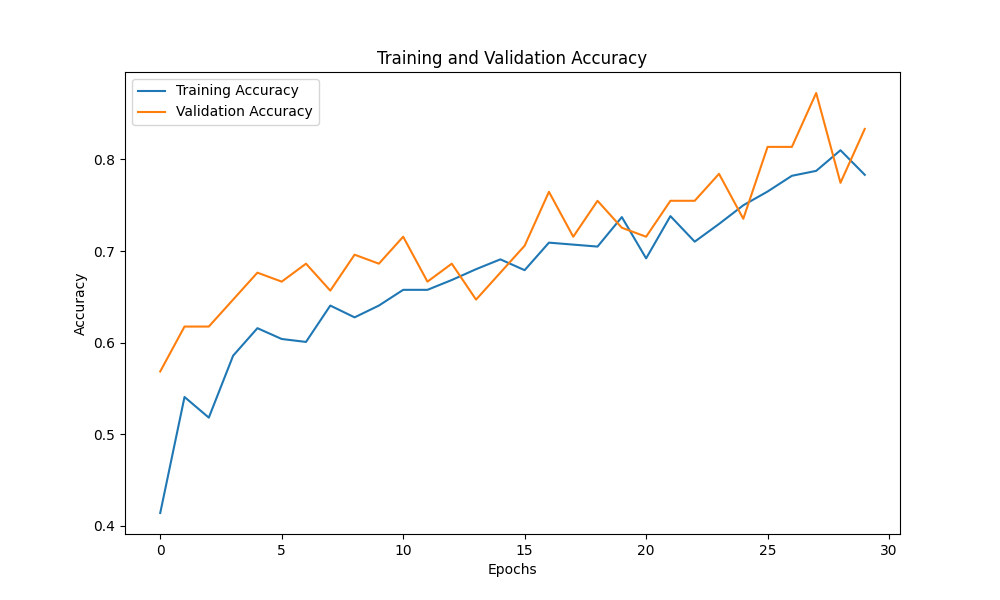 Training and Validation Accuracy
Training Accuracy
Validation Accuracy
0.8
0.7
0.6
0.5
0.4
Accuracy
0 5 10 15 20 25 30
Epochs